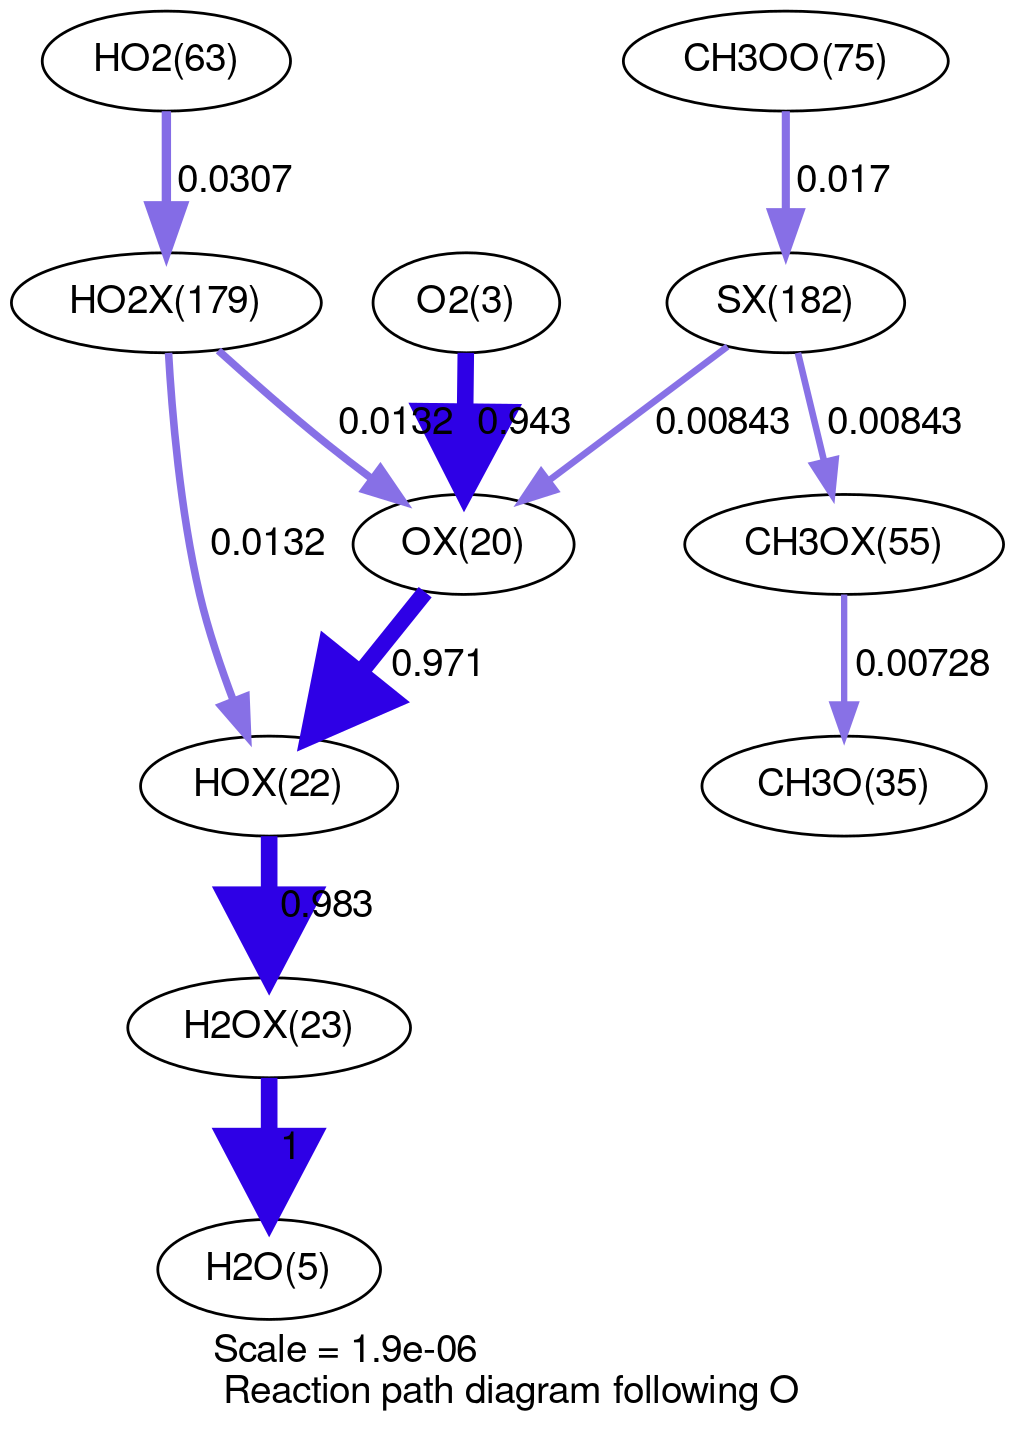 HO2(63)
CH3OO(75)
0.0307
0.017
HO2X(179)
O2(3)
SX(182)
0.0132
0.943
0.00843
0.00843
0.0132
OX(20)
CH3OX(55)
0.971
0.00728
HOX(22)
CH3O(35)
0.983
H2OX(23)
1
H2O(5)
Scale = 1.9e-06
Reaction path diagram following O